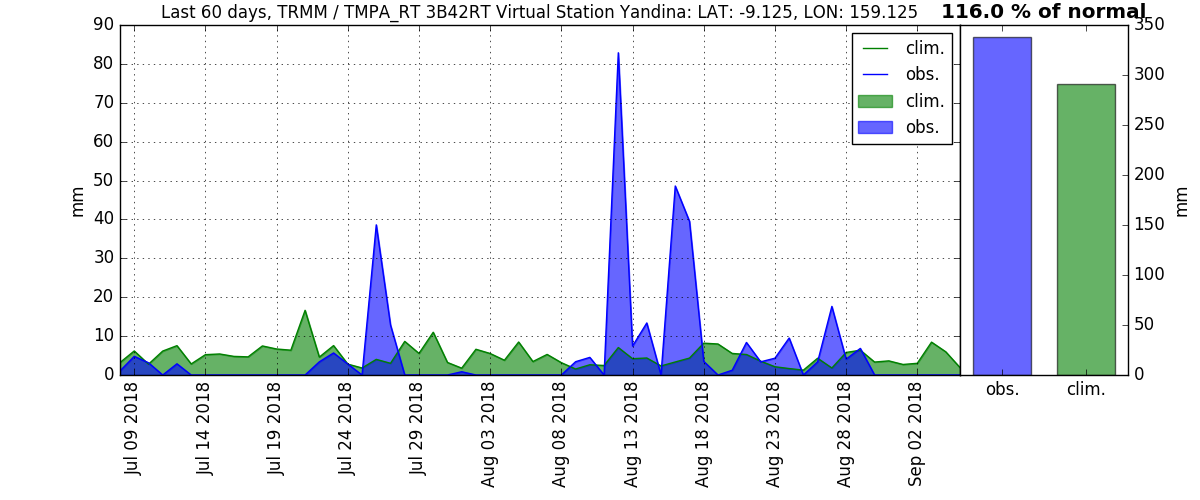 Last 60 days, TRMM / TMPA_RT 3B42RT Virtual Station Yandina: LAT: -9.125, LON: 159.125
116.0 % of normal
90
80
70
60
50
40
30
20
10
0
mm
clim.
obs.
clim.
obs.
Jul 09 2018
Jul 14 2018
Jul 19 2018
Jul 24 2018
Jul 29 2018
Aug 03 2018
Aug 08 2018
Aug 13 2018
Aug 18 2018
Aug 23 2018
Aug 28 2018
Sep 02 2018
350
300
250
200
150
100
50
0
mm
obs.
clim.